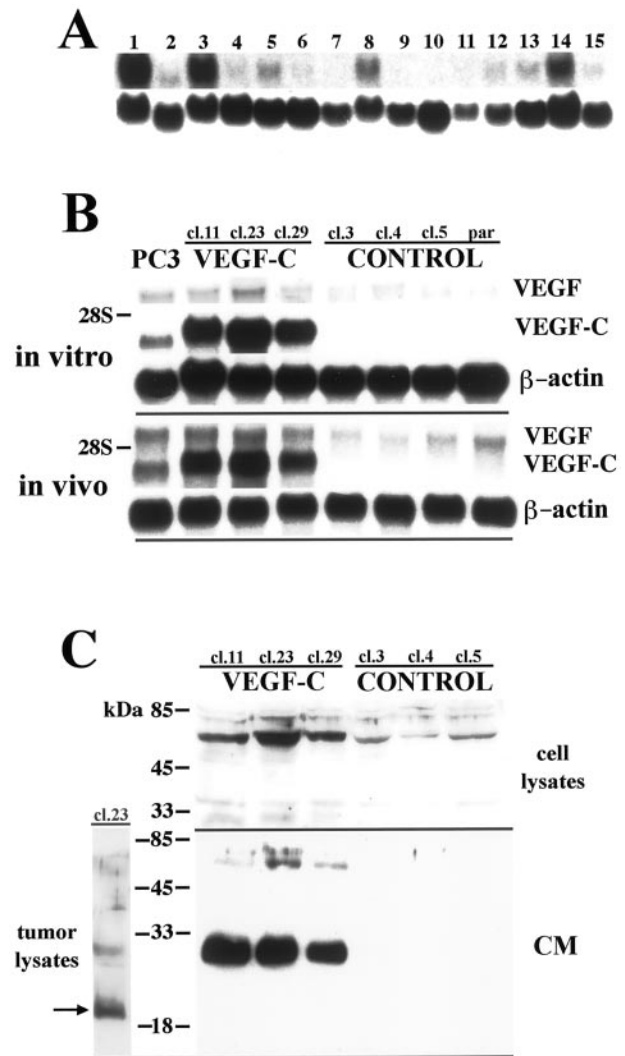 A
1 2 3 4 5 6 7 8 9 10 11 12 13 14 15
B
cl.11 cl.23 cl.29 cl.3 cl.4 cl.5 par
PC3 VEGF-C CONTROL
VEGF
28S
VEGF-C
in vitro
β-actin
VEGF
28S
VEGF-C
in vivo
β-actin
C
cl.11 cl.23 cl.29 cl.3 cl.4 cl.5
VEGF-C CONTROL
kDa 85
cell
lysates
45
33
cl.23
85
45
33
tumor
lysates
CM
18